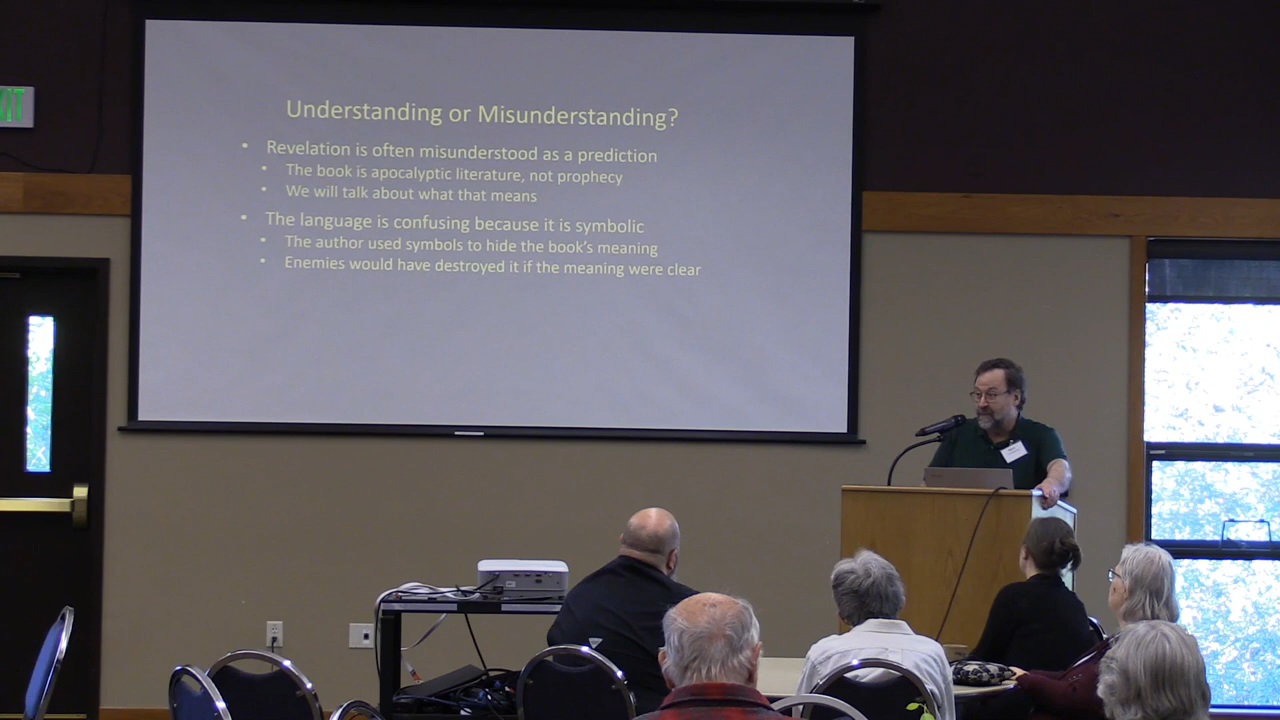 Understanding or Misunderstanding?
• Revelation is often misunderstood as a prediction
• The book is apocalyptic literature, not prophecy
• We will talk about what that means
• The language is confusing because it is symbolic
• The author used symbols to hide the book's meaning
• Enemies would have destroyed it if the meaning were clear